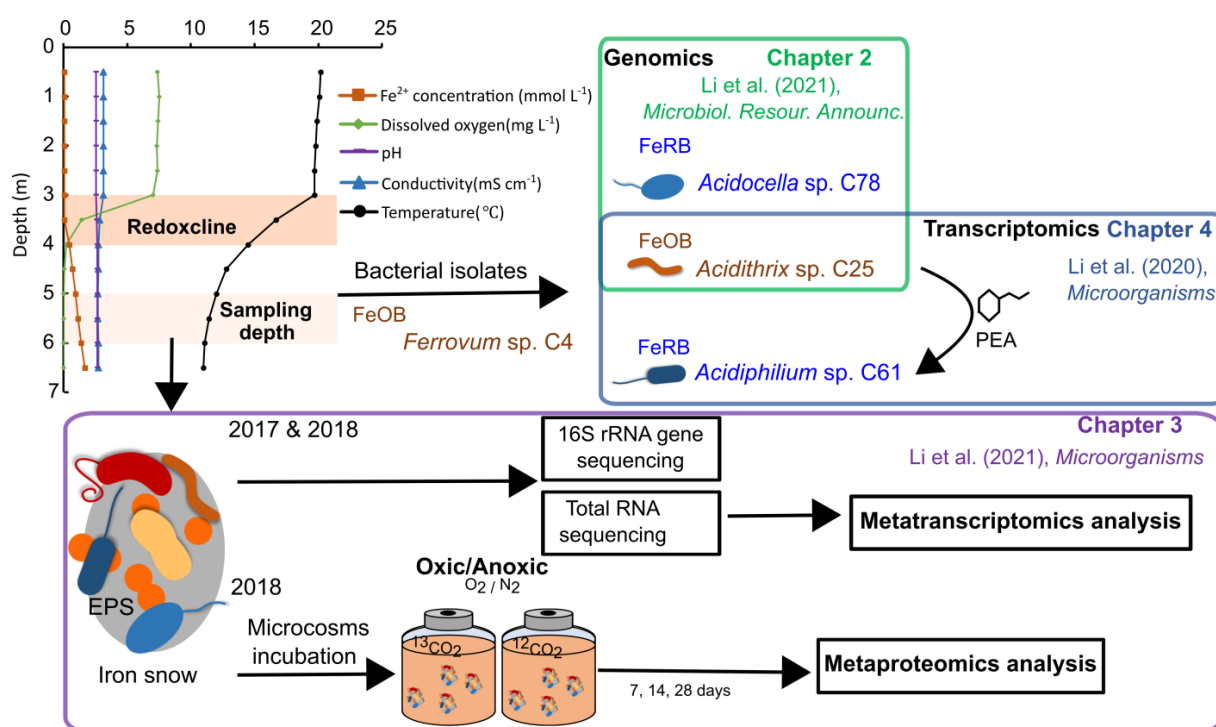 0 5 10 15 20 25
0
1
2
3
4
5
6
7
Depth (m)
Fe²⁺ concentration (mmol L⁻¹)
Dissolved oxygen(mg L⁻¹)
pH
Conductivity(mS cm⁻¹)
Temperature(℃)
Redoxcline
Sampling
depth
Bacterial isolates
FeOB
Ferrovum sp. C4
Genomics Chapter 2
Li et al. (2021),
Microbiol. Resour. Announc.
FeRB
Acidocella sp. C78
FeOB
Acidithrix sp. C25
Transcriptomics Chapter 4
Li et al. (2020),
Microorganisms
PEA
FeRB
Acidiphilium sp. C61
Chapter 3
Li et al. (2021), Microorganisms
2017 & 2018
16S rRNA gene
sequencing
Total RNA
sequencing
Metatranscriptomics analysis
EPS
Iron snow
2018
Microcosms
incubation
Oxic/Anoxic
O₂ / N₂
¹³CO₂
¹²CO₂
7, 14, 28 days
Metaproteomics analysis